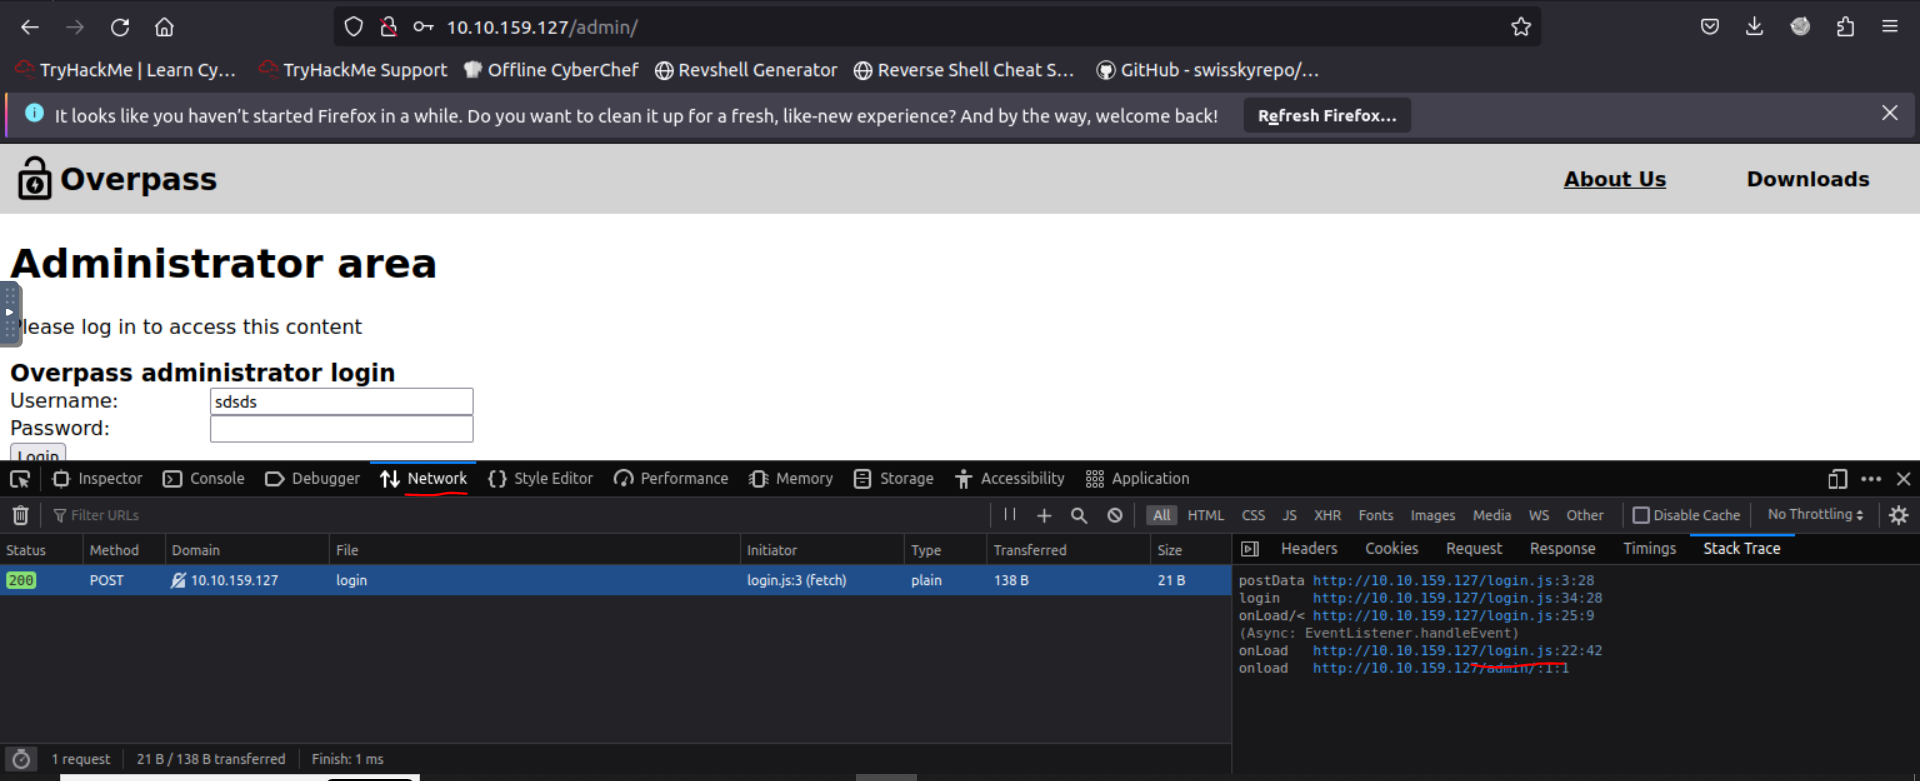 10.10.159.127/admin/
TryHackMe | Learn Cy... TryHackMe Support Offline CyberChef Revshell Generator Reverse Shell Cheat S... GitHub - swisskyrepo/...
It looks like you haven't started Firefox in a while. Do you want to clean it up for a fresh, like-new experience? And by the way, welcome back! Refresh Firefox...
Overpass About Us Downloads
Administrator area
lease log in to access this content
Overpass administrator login
Username: sdsds
Password:
Login
Inspector Console Debugger Network Style Editor Performance Memory Storage Accessibility Application
Filter URLs All HTML CSS JS XHR Fonts Images Media WS Other Disable Cache No Throttling
Status Method Domain File Initiator Type Transferred Size Headers Cookies Request Response Timings Stack Trace
200 POST 10.10.159.127 login login.js:3 (fetch) plain 138 B 21 B
postData http://10.10.159.127/login.js:3:28
login http://10.10.159.127/login.js:34:28
onLoad/< http://10.10.159.127/login.js:25:9
(Async: EventListener.handleEvent)
onLoad http://10.10.159.127/login.js:22:42
onload http://10.10.159.127/admin/:1:1
1 request 21 B / 138 B transferred Finish: 1 ms